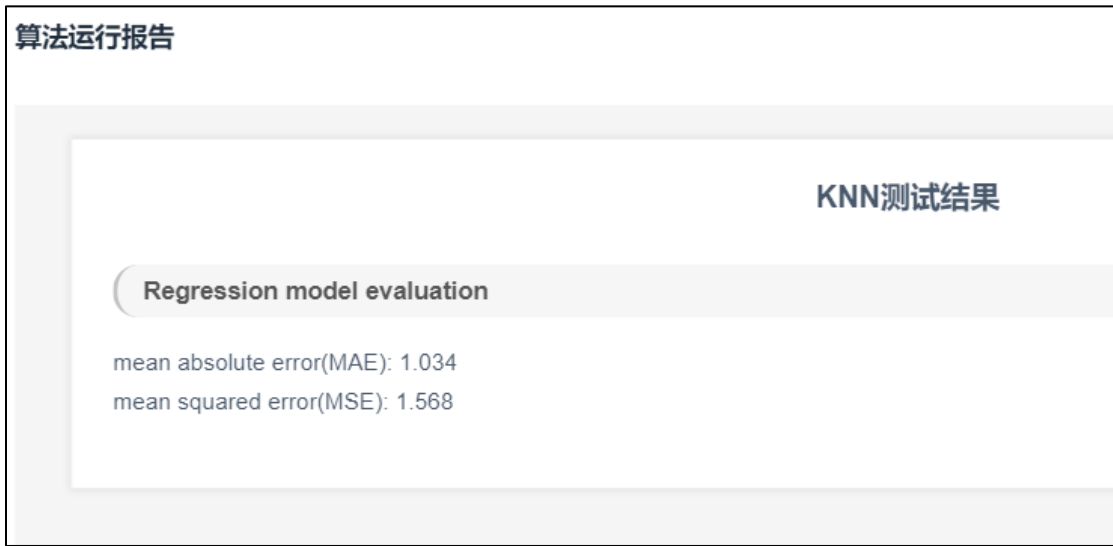 算法运行报告
KNN测试结果
Regression model evaluation
mean absolute error(MAE): 1.034
mean squared error(MSE): 1.568